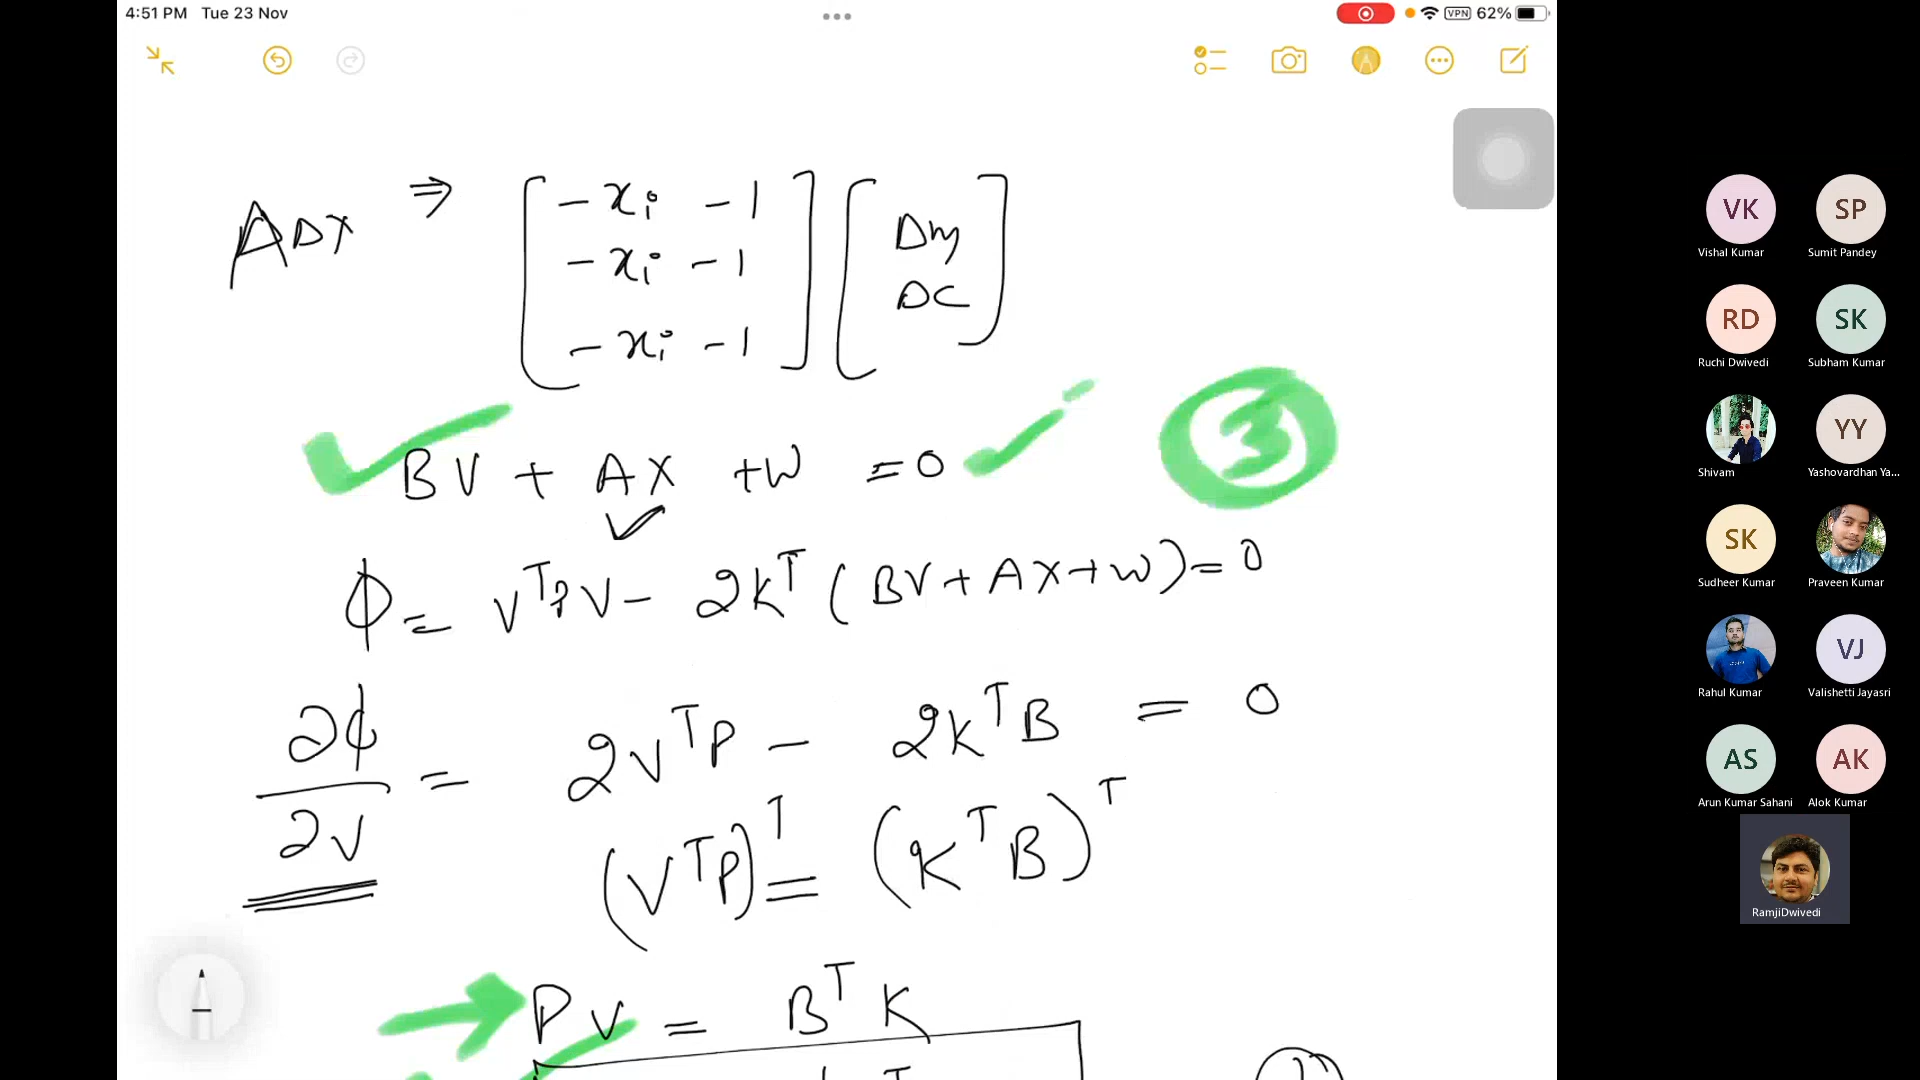 4:51 PM Tue 23 Nov
VPN 62%
A Δx ⇒ [ -xi -1 ] [ Δm
-xi -1 ΔC ]
-xi -1
BV + AX + W = 0
3
ϕ = VᵀPV - 2Kᵀ (BV + AX + W) = 0
∂ϕ = 2VᵀP - 2KᵀB = 0
∂V
(VᵀP)ᵀ = (KᵀB)ᵀ
PV = BᵀK
VK
Vishal Kumar
SP
Sumit Pandey
RD
Ruchi Dwivedi
SK
Subham Kumar
Shivam
YY
Yashovardhan Ya...
SK
Sudheer Kumar
Praveen Kumar
Rahul Kumar
VJ
Valishetti Jayasri
AS
Arun Kumar Sahani
AK
Alok Kumar
RamjiDwivedi